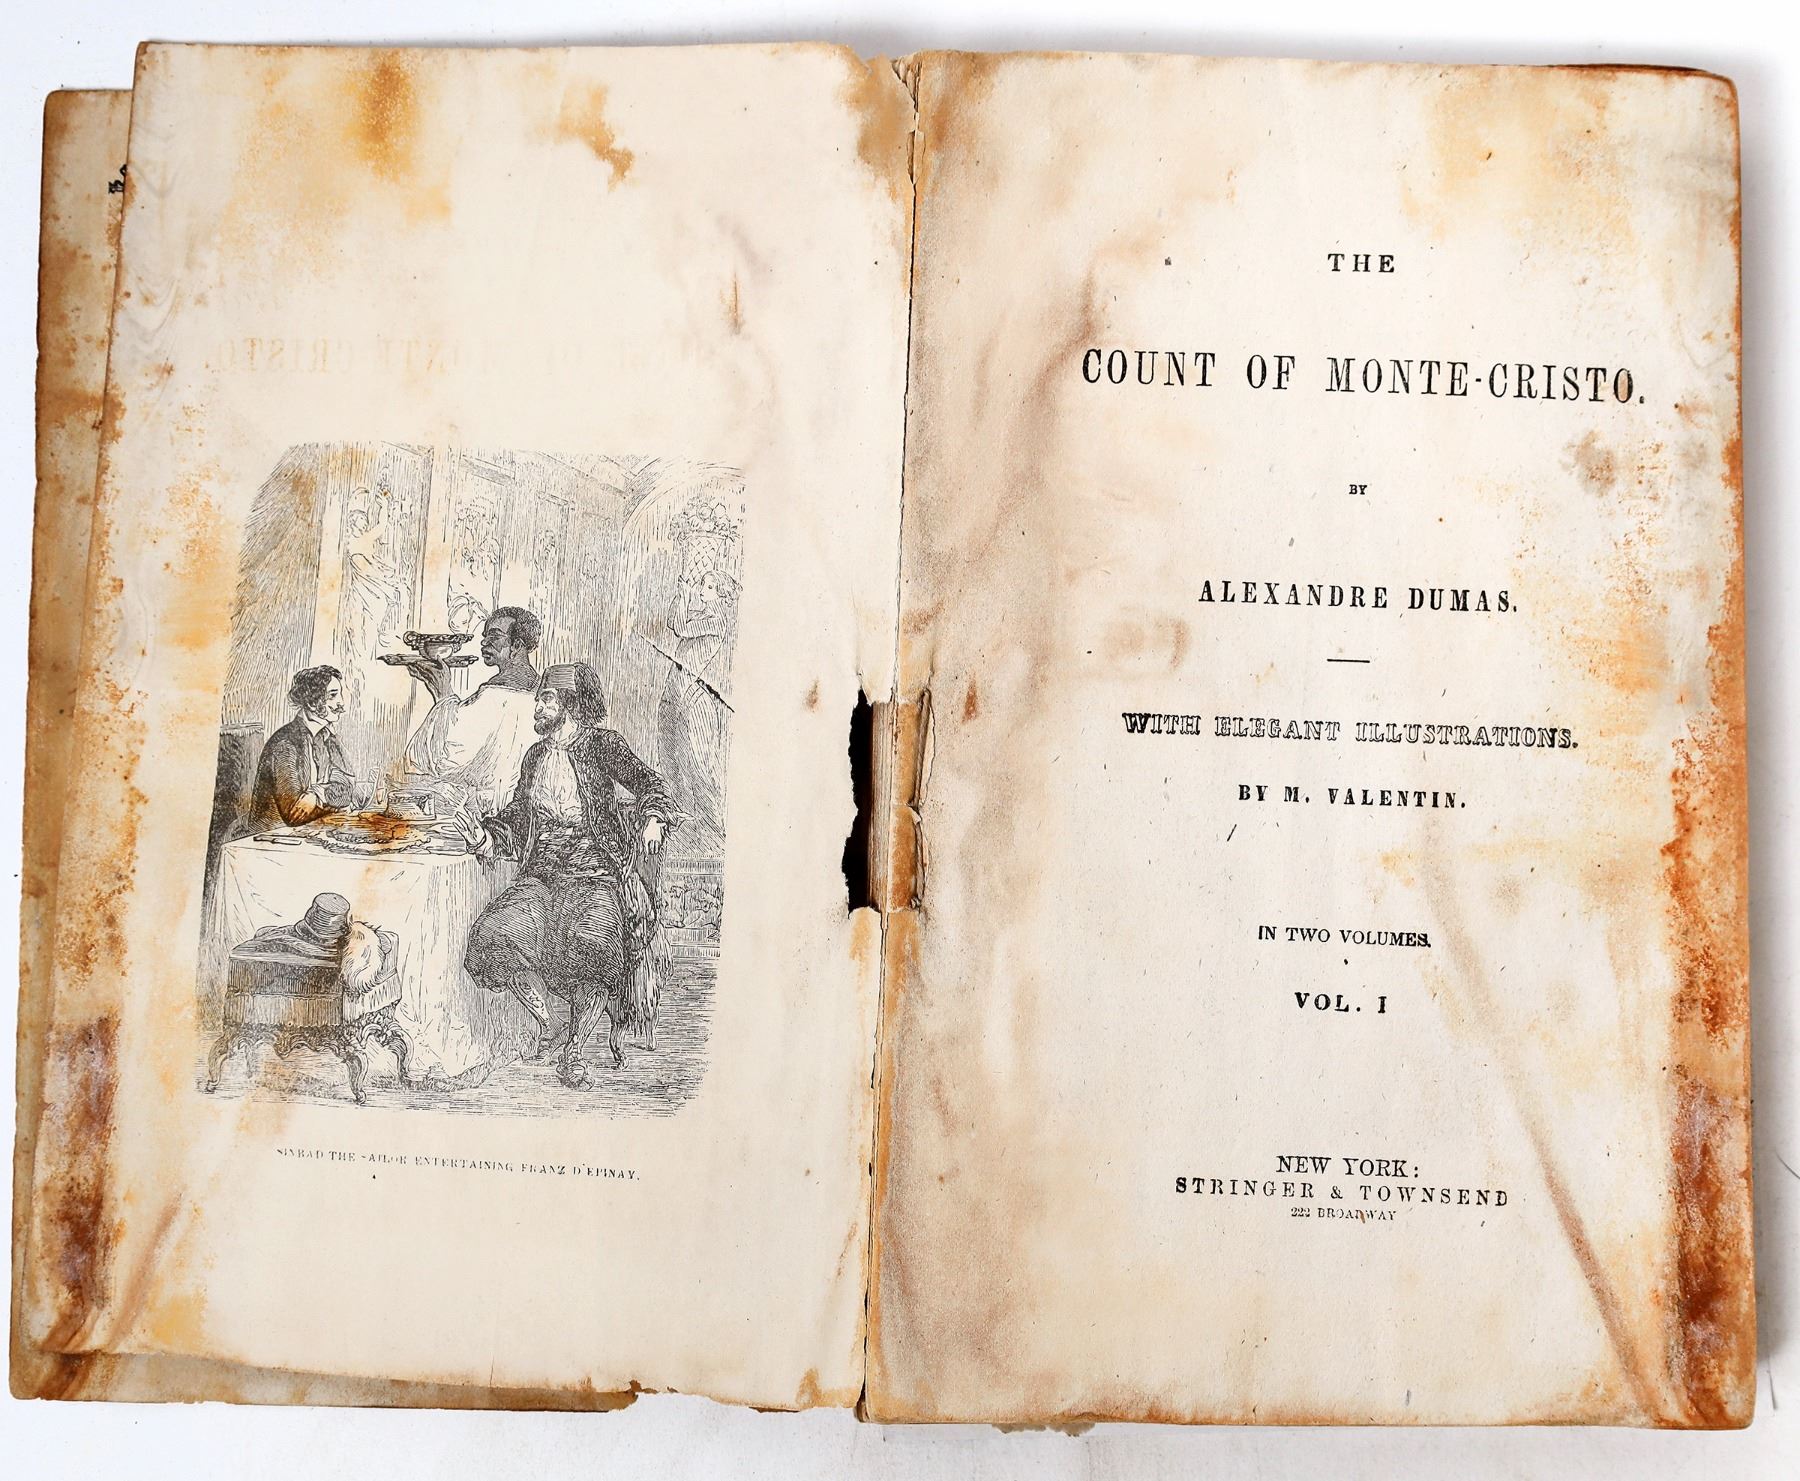 SINBAD THE SAILOR ENTERTAINING FRANZ D'EPINAY.
THE
COUNT OF MONTE-CRISTO.
BY
ALEXANDRE DUMAS.
WITH ELEGANT ILLUSTRATIONS.
BY M. VALENTIN.
IN TWO VOLUMES.
VOL. I
NEW YORK:
STRINGER & TOWNSEND
222 BROADWAY